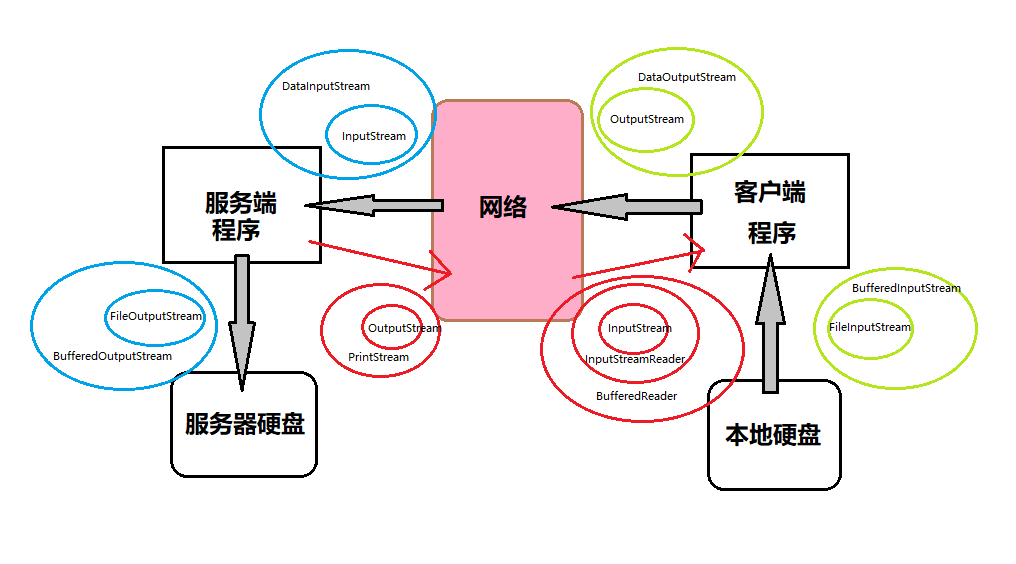 DataInputStream
InputStream
DataOutputStream
OutputStream
服务端
程序
网络
客户端
程序
FileOutputStream
BufferedOutputStream
OutputStream
PrintStream
InputStream
InputStreamReader
BufferedReader
BufferedInputStream
FileInputStream
服务器硬盘
本地硬盘